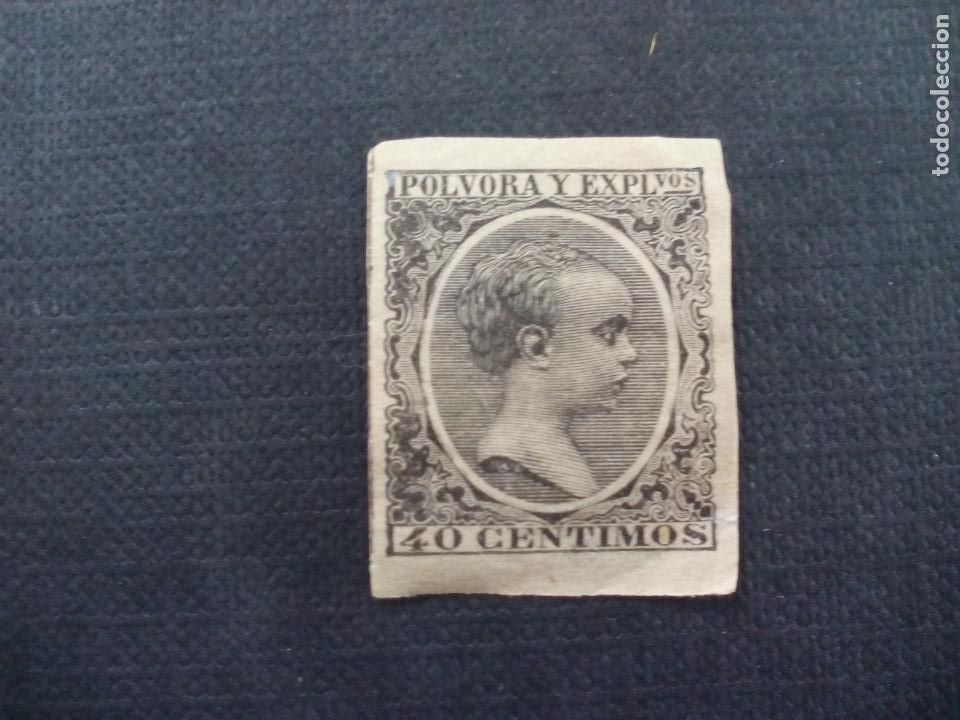 POLVORA Y EXPLVOS
40 CENTIMOS
todocoleccion